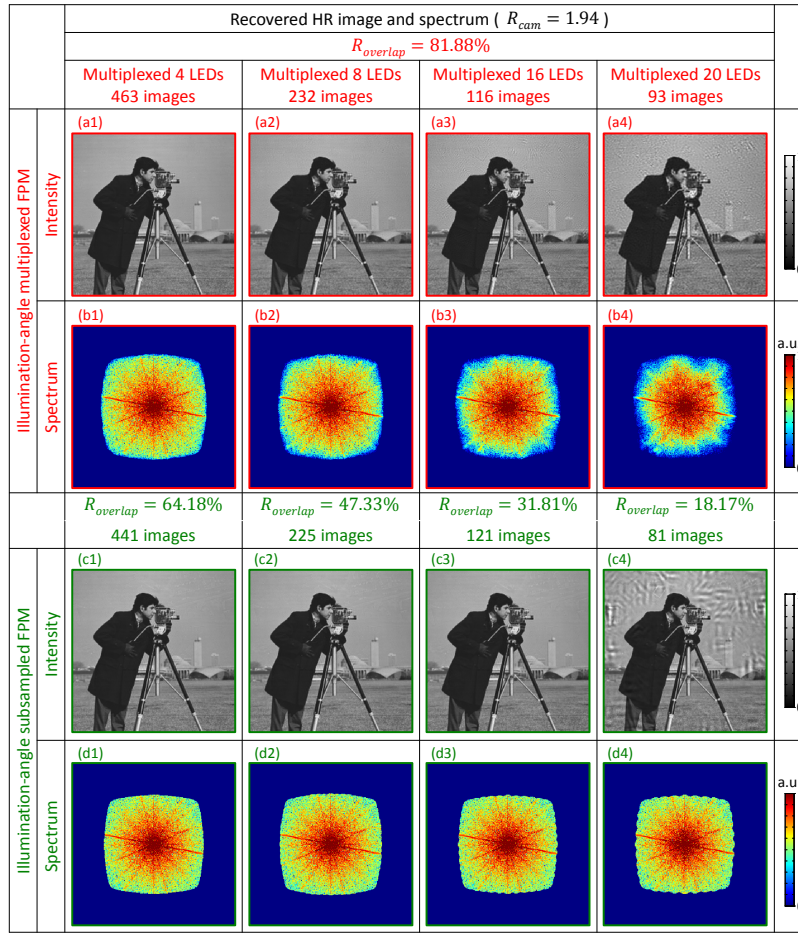 Recovered HR image and spectrum ( R_cam = 1.94 )
R_overlap = 81.88%
Multiplexed 4 LEDs
463 images
Multiplexed 8 LEDs
232 images
Multiplexed 16 LEDs
116 images
Multiplexed 20 LEDs
93 images
Illumination-angle multiplexed FPM
Intensity
(a1)
(a2)
(a3)
(a4)
Spectrum
(b1)
(b2)
(b3)
(b4)
a.u
R_overlap = 64.18%
441 images
R_overlap = 47.33%
225 images
R_overlap = 31.81%
121 images
R_overlap = 18.17%
81 images
Illumination-angle subsampled FPM
Intensity
(c1)
(c2)
(c3)
(c4)
Spectrum
(d1)
(d2)
(d3)
(d4)
a.u